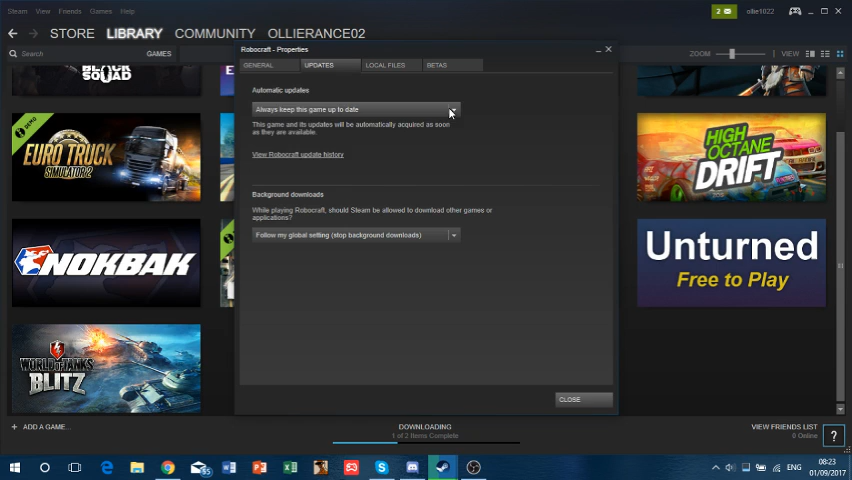 Steam View Friends Games Help
2
ollie1022
STORE LIBRARY COMMUNITY OLLIERANCE02
Search
GAMES
ZOOM
VIEW
Robocraft - Properties
GENERAL UPDATES LOCAL FILES BETAS
Automatic updates
Always keep this game up to date
This game and its updates will be automatically acquired as soon
as they are available.
View Robocraft update history
Background downloads
While playing Robocraft, should Steam be allowed to download other games or
applications?
Follow my global setting (stop background downloads)
CLOSE
BLACK
SQUAD
DEMO
EURO TRUCK
SIMULATOR 2
HIGH
OCTANE
DRIFT
NOKBAK
Unturned
Free to Play
WORLD OF TANKS
BLITZ
+ ADD A GAME...
DOWNLOADING
1 of 2 Items Complete
VIEW FRIENDS LIST
0 Online
?
ENG
08:23
01/09/2017